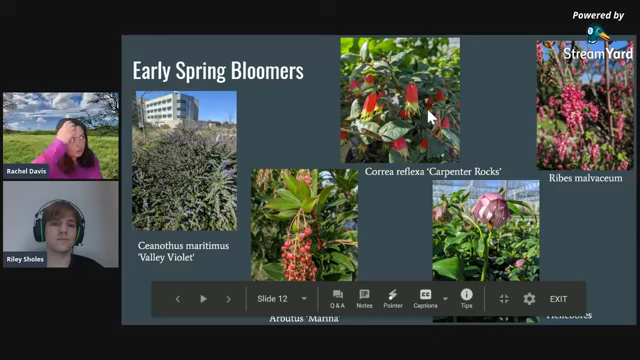 Powered by
StreamYard
Early Spring Bloomers
Rachel Davis
Correa reflexa ‘Carpenter Rocks’
Ribes malvaceum
Riley Sholes
Ceanothus maritimus
‘Valley Violet’
Slide 12
Q & A
Notes
Pointer
Captions
Tips
EXIT
Arbutus ‘Marina’
Hellebores